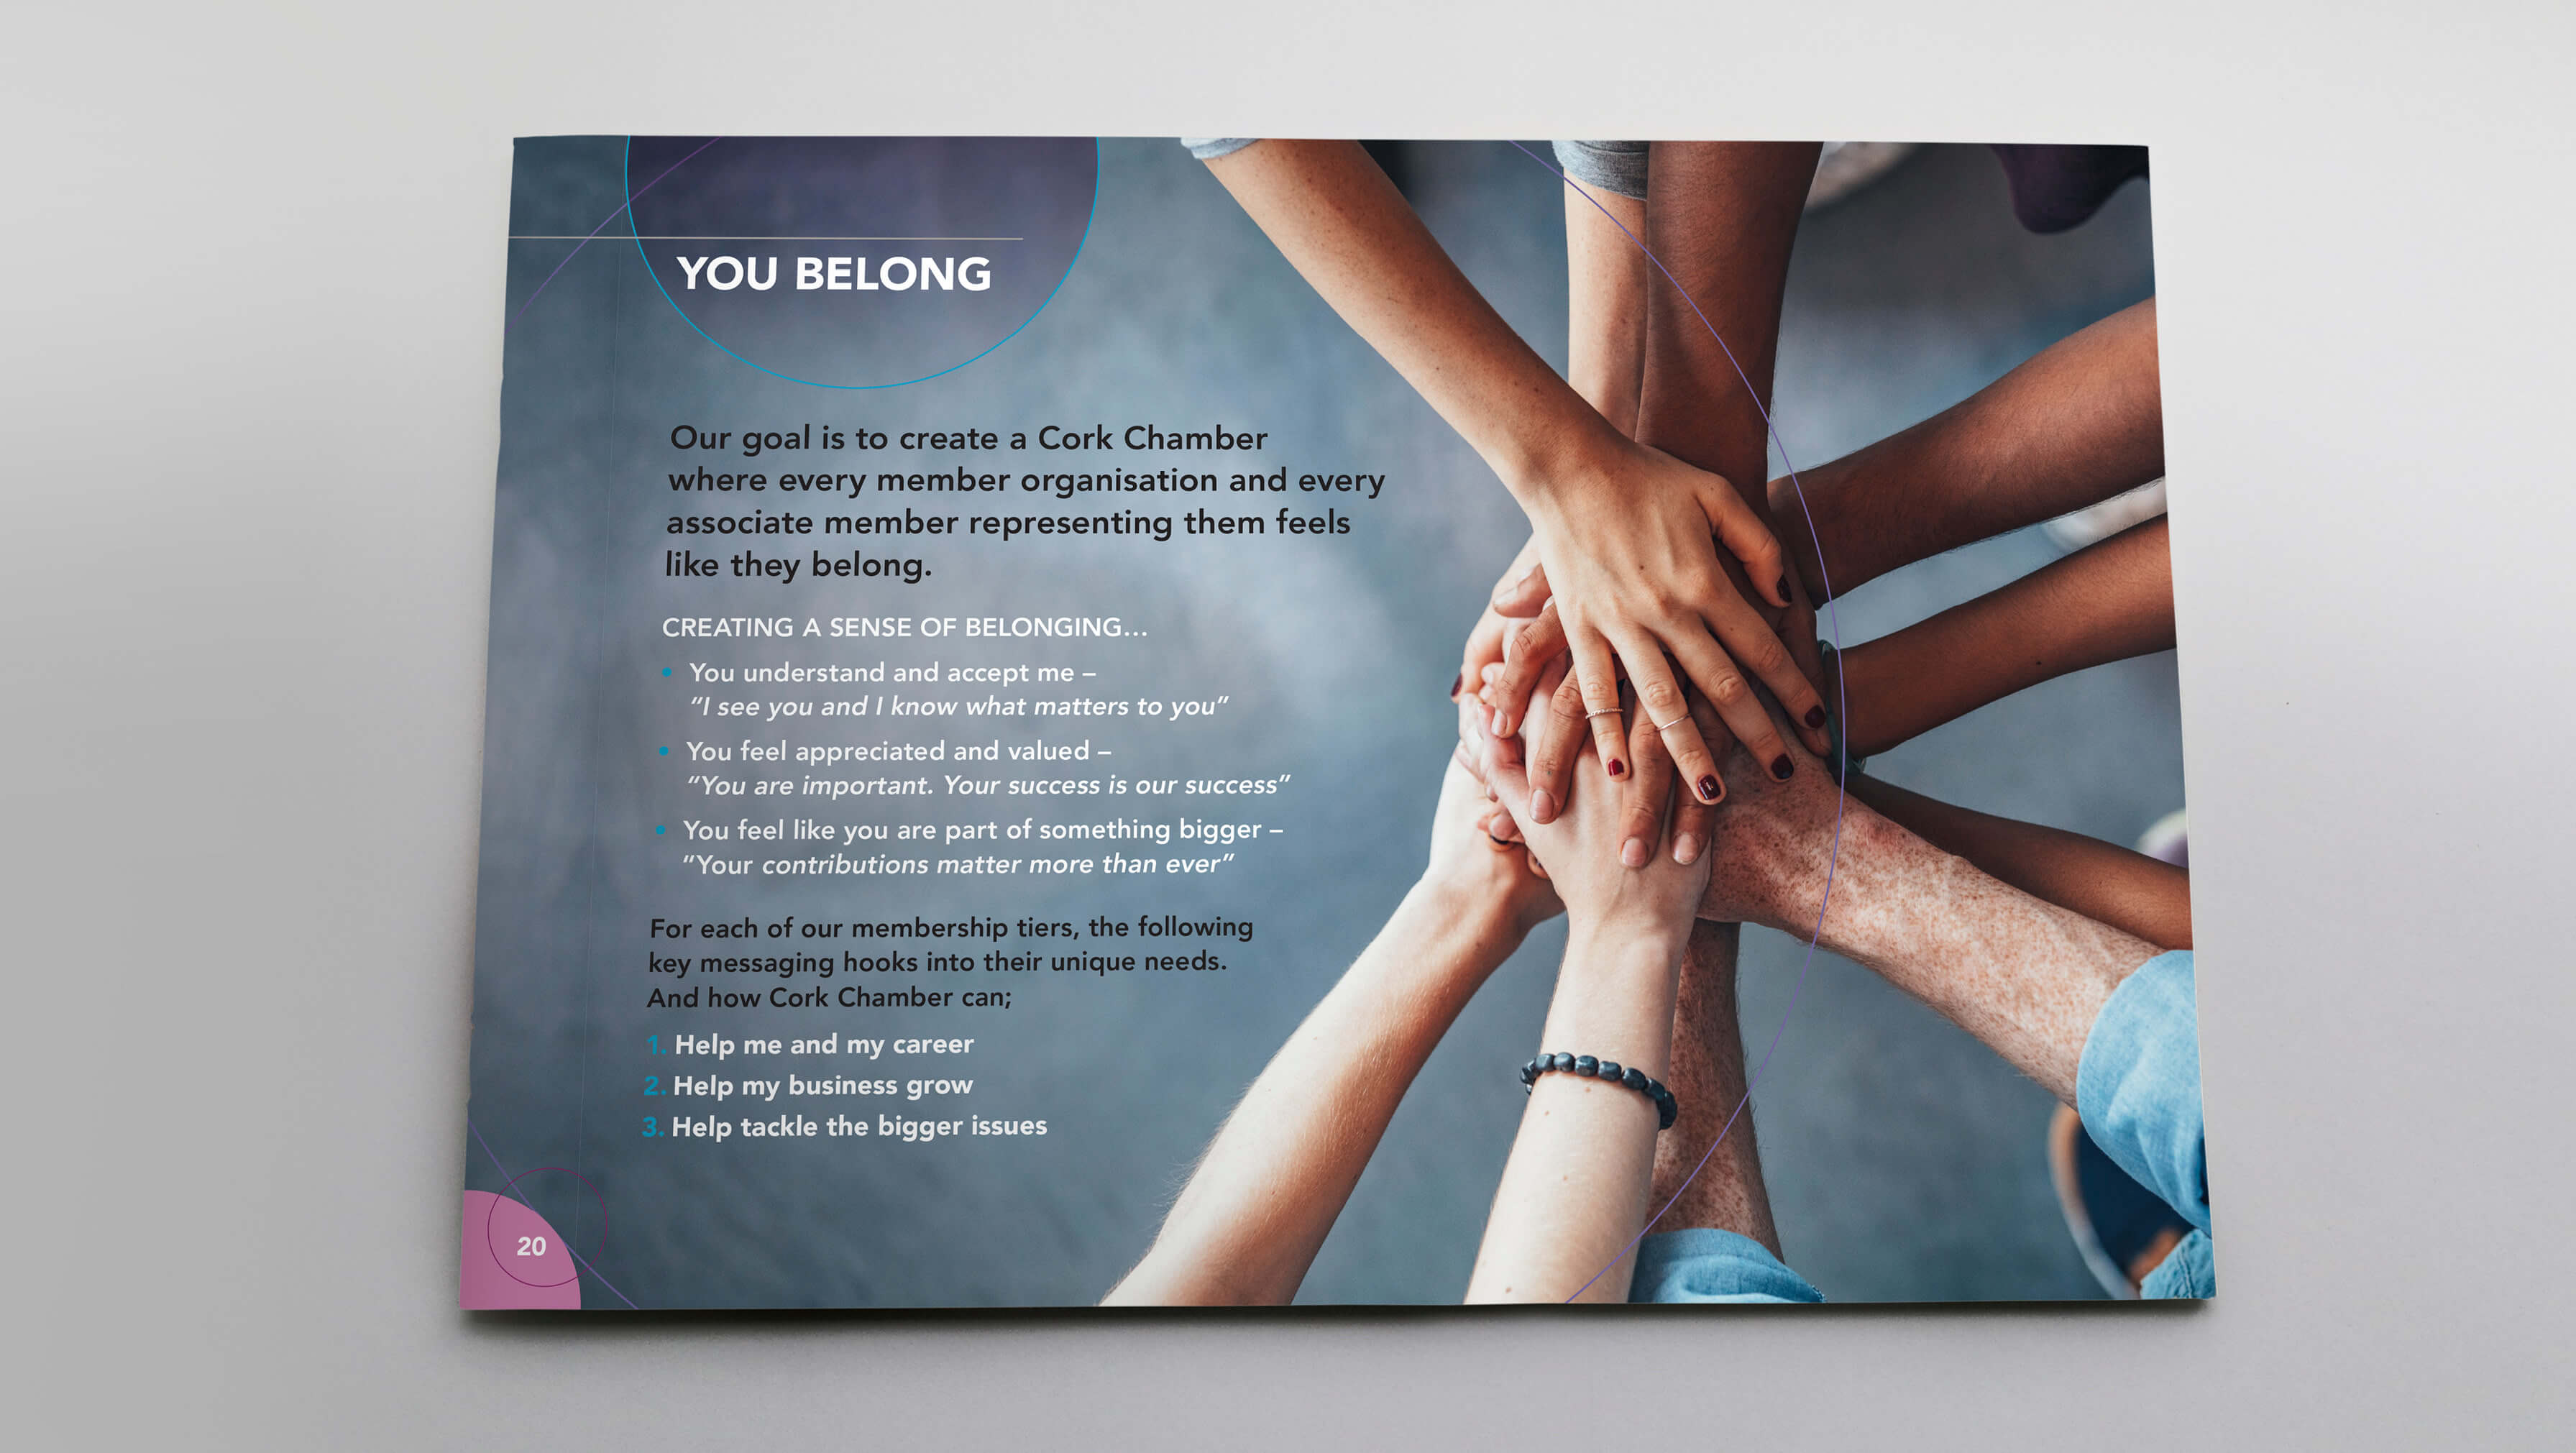 YOU BELONG
Our goal is to create a Cork Chamber
where every member organisation and every
associate member representing them feels
like they belong.
CREATING A SENSE OF BELONGING...
• You understand and accept me –
“I see you and I know what matters to you”
• You feel appreciated and valued –
“You are important. Your success is our success”
• You feel like you are part of something bigger –
“Your contributions matter more than ever”
For each of our membership tiers, the following
key messaging hooks into their unique needs.
And how Cork Chamber can;
1. Help me and my career
2. Help my business grow
3. Help tackle the bigger issues
20